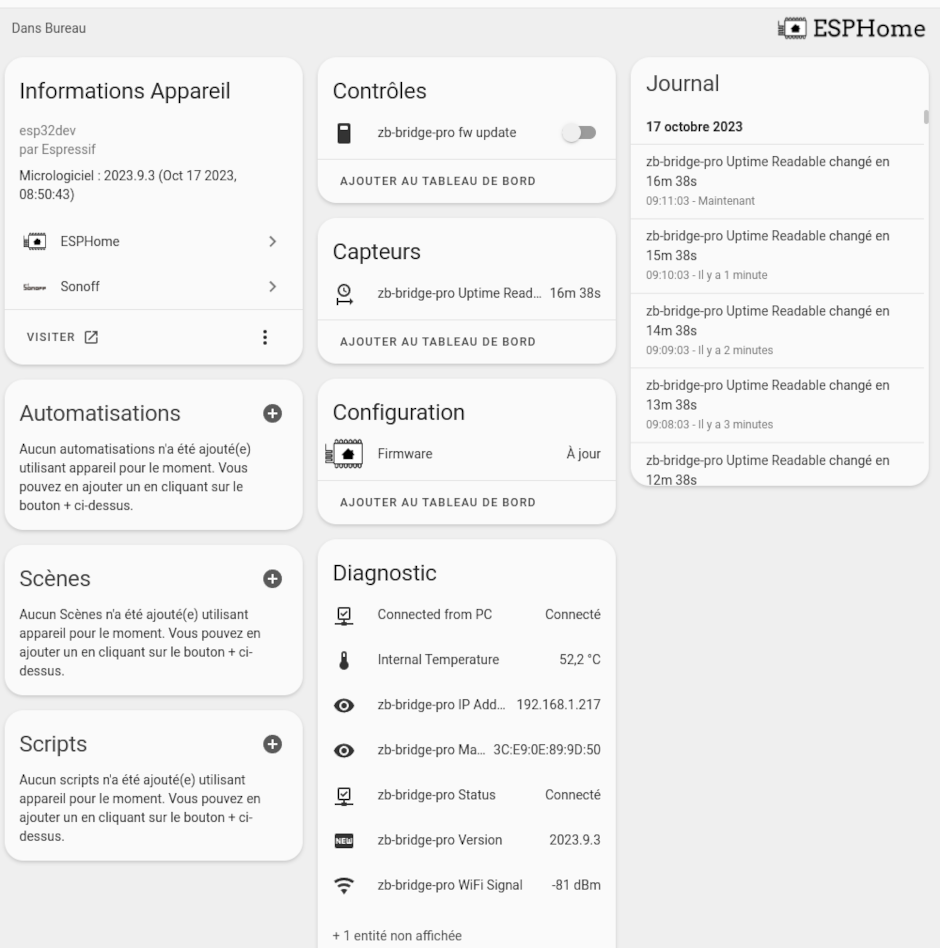 Dans Bureau
ESPHome
Informations Appareil
esp32dev
par Espressif
Micrologiciel : 2023.9.3 (Oct 17 2023,
08:50:43)
ESPHome
SONOFF
Sonoff
VISITER
Automatisations
Aucun automatisations n'a été ajouté(e)
utilisant appareil pour le moment. Vous
pouvez en ajouter un en cliquant sur le
bouton + ci-dessus.
Scènes
Aucun Scènes n'a été ajouté(e) utilisant
appareil pour le moment. Vous pouvez en
ajouter un en cliquant sur le bouton + ci-
dessus.
Scripts
Aucun scripts n'a été ajouté(e) utilisant
appareil pour le moment. Vous pouvez en
ajouter un en cliquant sur le bouton + ci-
dessus.
Contrôles
zb-bridge-pro fw update
AJOUTER AU TABLEAU DE BORD
Capteurs
zb-bridge-pro Uptime Read... 16m 38s
AJOUTER AU TABLEAU DE BORD
Configuration
Firmware À jour
AJOUTER AU TABLEAU DE BORD
Diagnostic
Connected from PC Connecté
Internal Temperature 52,2 °C
zb-bridge-pro IP Add... 192.168.1.217
zb-bridge-pro Ma... 3C:E9:0E:89:9D:50
zb-bridge-pro Status Connecté
NEW zb-bridge-pro Version 2023.9.3
zb-bridge-pro WiFi Signal -81 dBm
+ 1 entité non affichée
Journal
17 octobre 2023
zb-bridge-pro Uptime Readable changé en
16m 38s
09:11:03 - Maintenant
zb-bridge-pro Uptime Readable changé en
15m 38s
09:10:03 - Il y a 1 minute
zb-bridge-pro Uptime Readable changé en
14m 38s
09:09:03 - Il y a 2 minutes
zb-bridge-pro Uptime Readable changé en
13m 38s
09:08:03 - Il y a 3 minutes
zb-bridge-pro Uptime Readable changé en
12m 38s